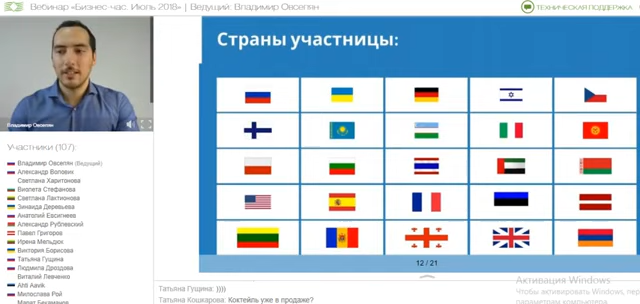 Вебинар «Бизнес-час. Июль 2018» | Ведущий: Владимир Овсепян
ТЕХНИЧЕСКАЯ ПОДДЕРЖКА
Страны участницы:
Владимир Овсепян
Участники (107):
Владимир Овсепян (Ведущий)
Александр Воловик
Светлана Харитонова
Виолета Стефанова
Светлана Лактионова
Зинаида Деревьева
Анатолий Евсигнеев
Александр Рублевский
Павел Григоров
Ирена Мельдюк
Виктория Борисова
Татьяна Гущина
Людмила Дроздова
Виталий Левченко
Ahti Aavik
Милослава Рой
12 / 21
Татьяна Гущина: ))))
Татьяна Кошкарова: Коктейль уже в продаже?
Активация Windows
Чтобы активировать Windows, пер
параметрам компьютера.